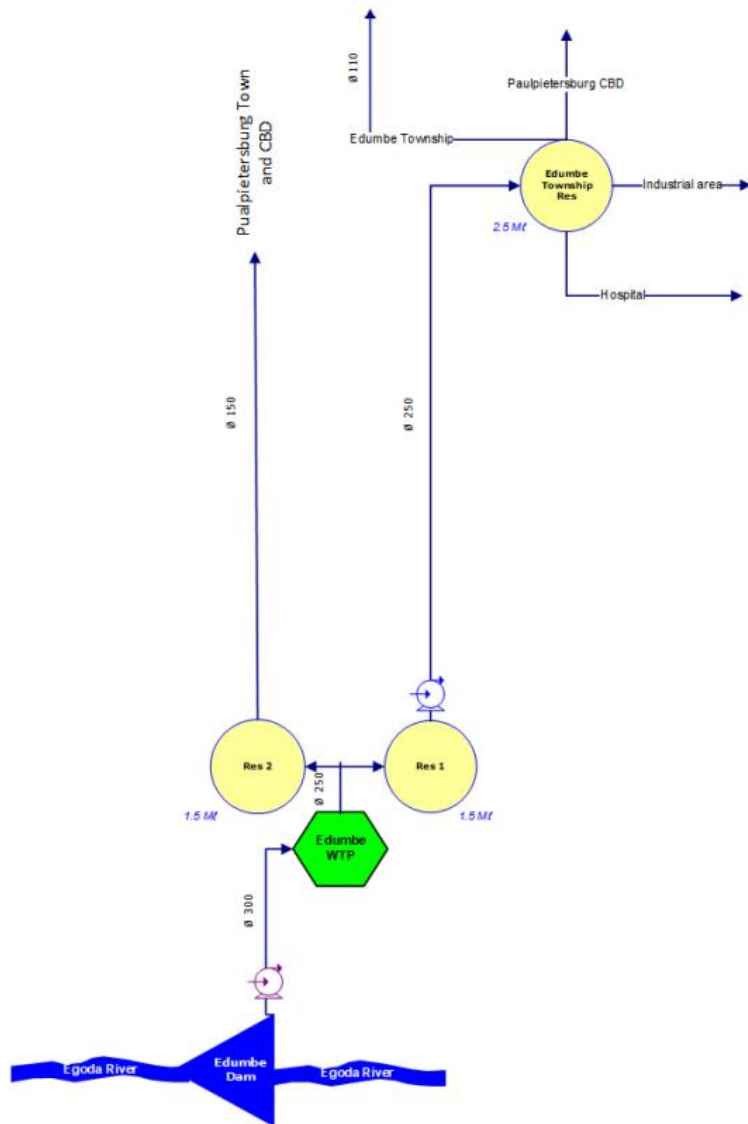 Ø 110
Paulpietersburg CBD
Edumbe Township
Edumbe
Township
Res
Industrial area
2.5 Mℓ
Hospital
Pualpietersburg Town
and CBD
Ø 150
Ø 250
Res 2
Res 1
Ø 250
1.5 Mℓ
1.5 Mℓ
Edumbe
WTP
Ø 300
Egoda River
Edumbe
Dam
Egoda River